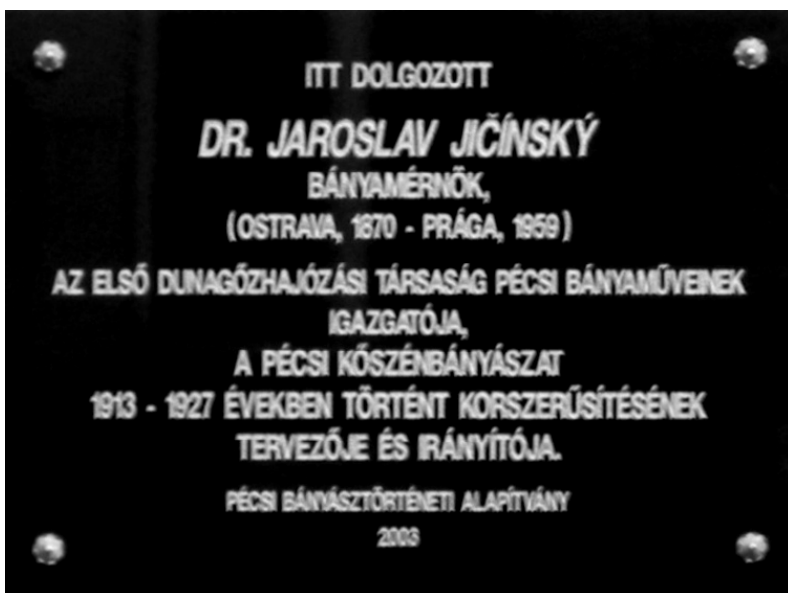 ITT DOLGOZOTT
DR. JAROSLAV JIČÍNSKÝ
BÁNYAMÉRNÖK,
(OSTRAVA, 1870 - PRÁGA, 1959)
AZ ELSŐ DUNAGŐZHAJÓZÁSI TÁRSASÁG PÉCSI BÁNYAMŰVEINEK
IGAZGATÓJA,
A PÉCSI KŐSZÉNBÁNYÁSZAT
1913 - 1927 ÉVEKBEN TÖRTÉNT KORSZERŰSÍTÉSÉNEK
TERVEZŐJE ÉS IRÁNYÍTÓJA.
PÉCSI BÁNYÁSZTÖRTÉNETI ALAPÍTVÁNY
2003